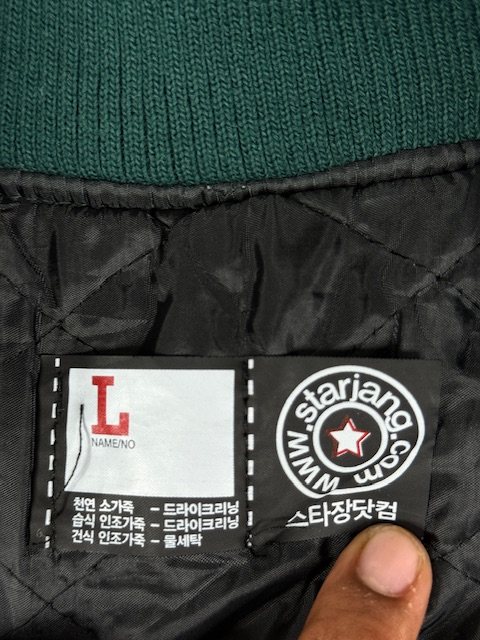 L
NAME/NO
천연 소가죽 – 드라이크리닝
습식 인조가죽 – 드라이크리닝
건식 인조가죽 – 물세탁
www.starjang.com
스타장닷컴